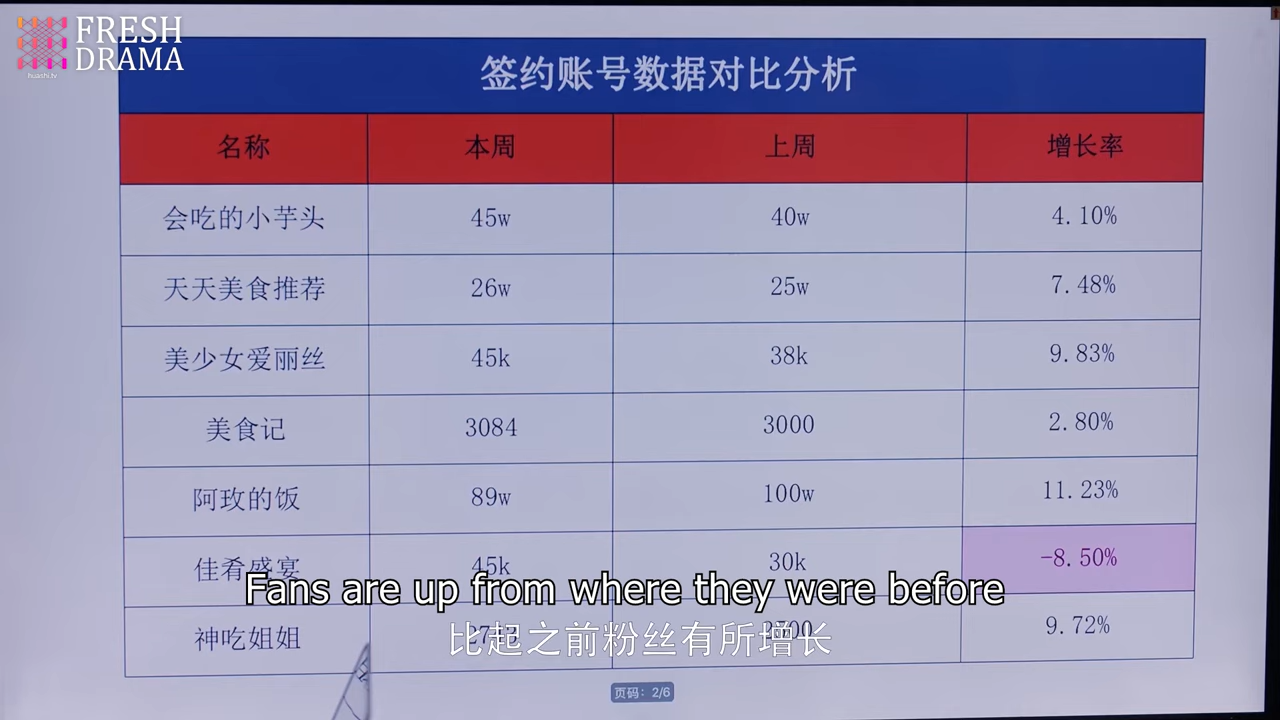 FRESH
DRAMA
huashi.tv
签约账号数据对比分析
名称 本周 上周 增长率
会吃的小芋头 45w 40w 4.10%
天天美食推荐 26w 25w 7.48%
美少女爱丽丝 45k 38k 9.83%
美食记 3084 3000 2.80%
阿玫的饭 89w 100w 11.23%
佳肴盛宴 45k 30k -8.50%
Fans are up from where they were before
神吃姐姐 9.72%
比起之前粉丝有所增长
页码：2/6